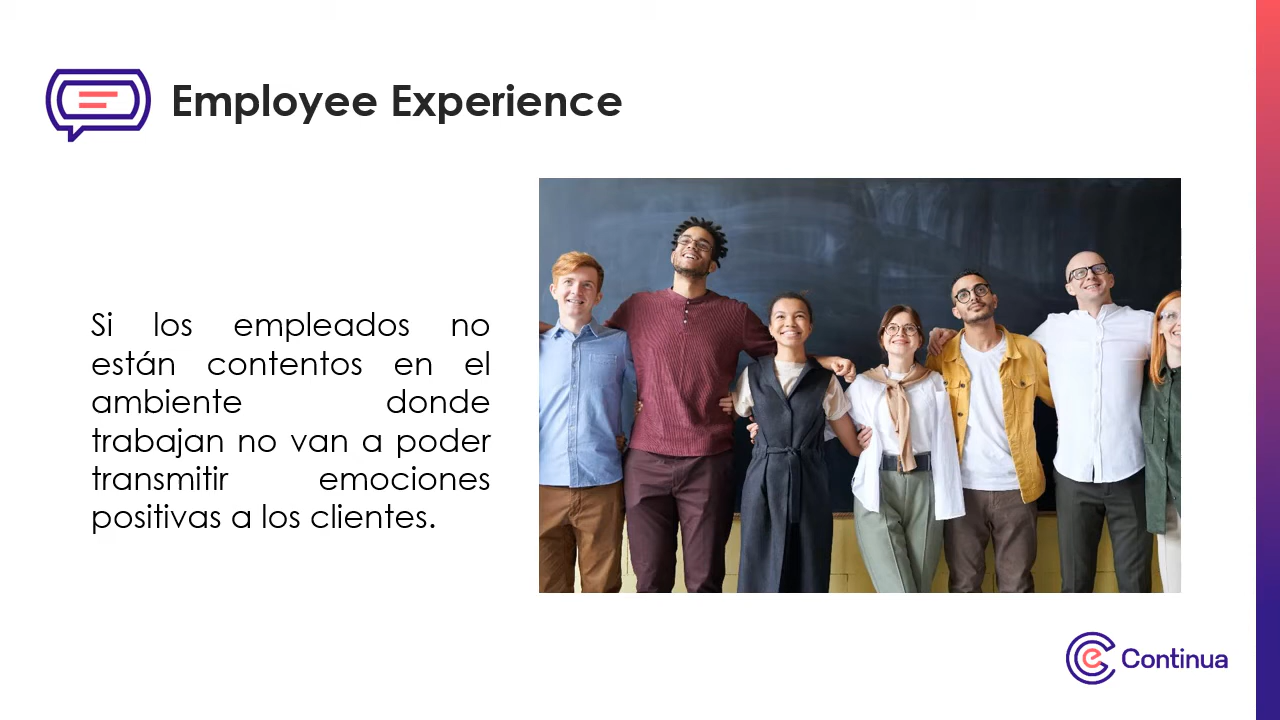 Employee Experience
Si los empleados no
están contentos en el
ambiente donde
trabajan no van a poder
transmitir emociones
positivas a los clientes.
Continua